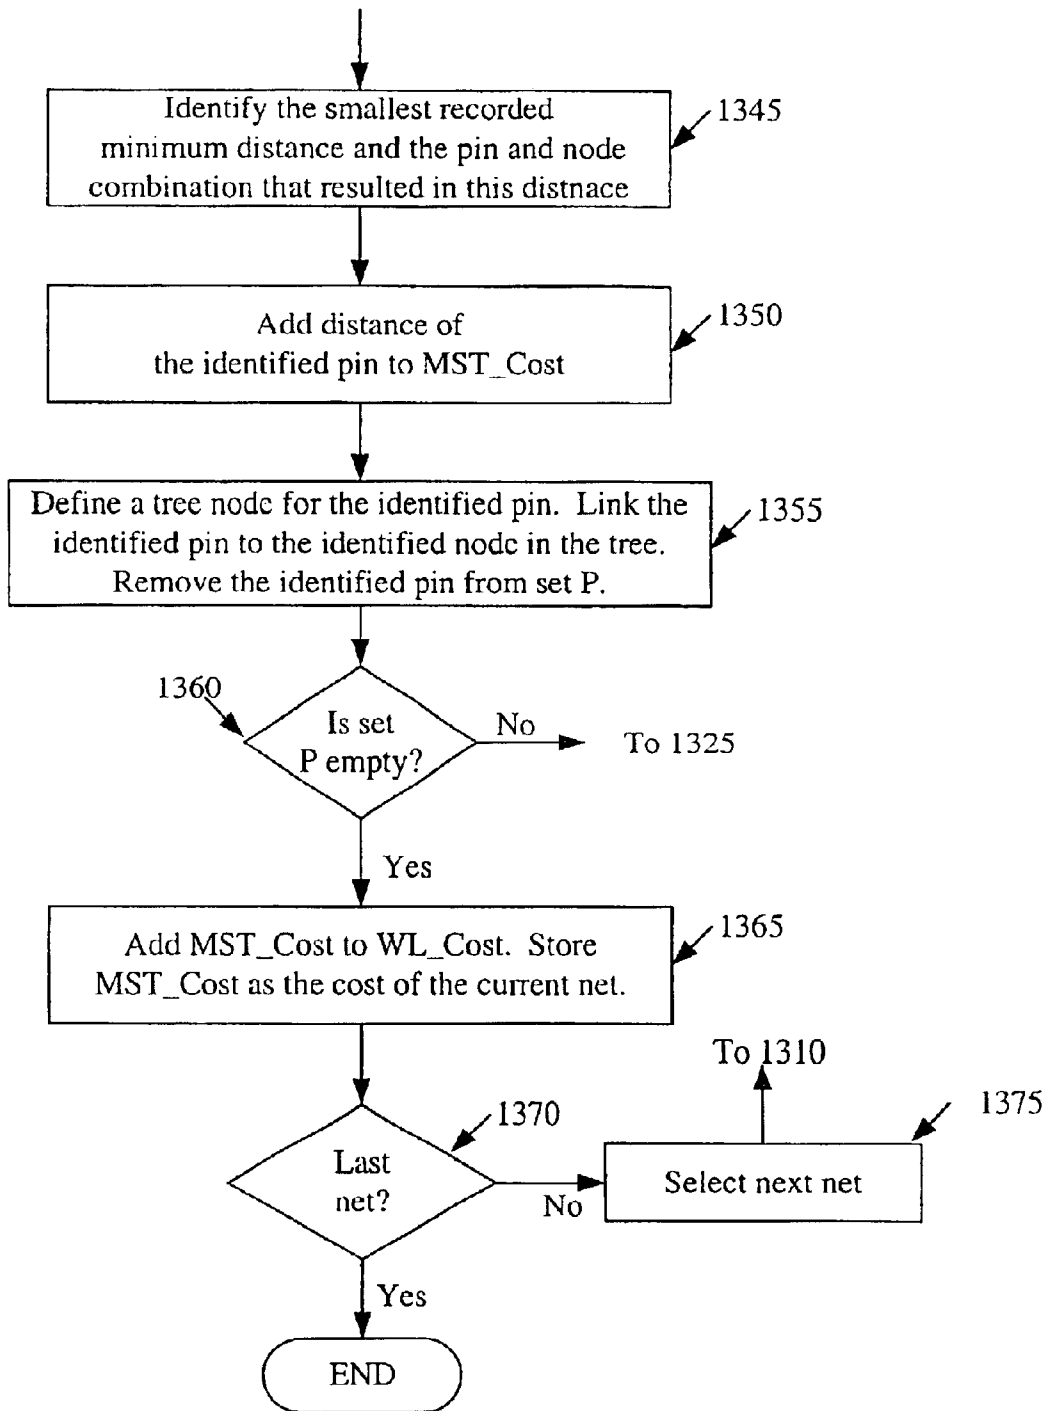 Identify the smallest recorded
minimum distance and the pin and node
combination that resulted in this distnace
1345
Add distance of
the identified pin to MST_Cost
1350
Define a tree node for the identified pin. Link the
identified pin to the identified node in the tree.
Remove the identified pin from set P.
1355
1360
Is set
P empty?
No
To 1325
Yes
Add MST_Cost to WL_Cost. Store
MST_Cost as the cost of the current net.
1365
To 1310
1370
1375
Last
net?
No
Select next net
Yes
END